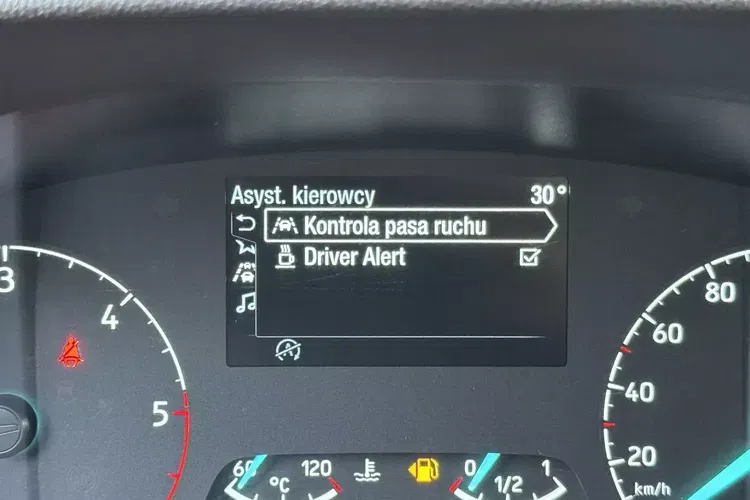 Asyst. kierowcy 30°
Kontrola pasa ruchu
Driver Alert
3
4
5
80
60
40
20
km/h
60 120
°C
0 1/2 1